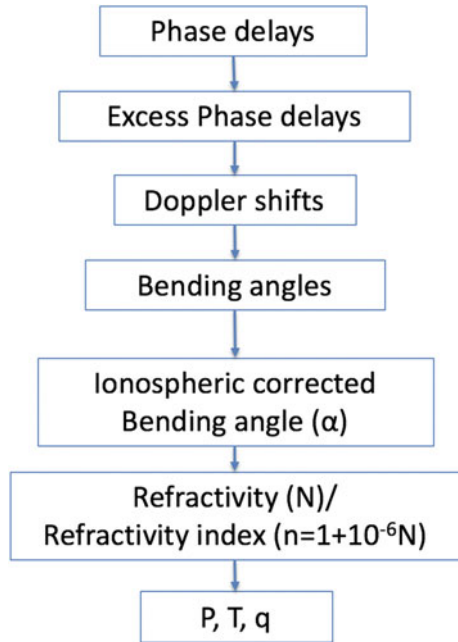 Phase delays
Excess Phase delays
Doppler shifts
Bending angles
Ionospheric corrected
Bending angle (α)
Refractivity (N)/
Refractivity index (n=1+10⁻⁶N)
P, T, q